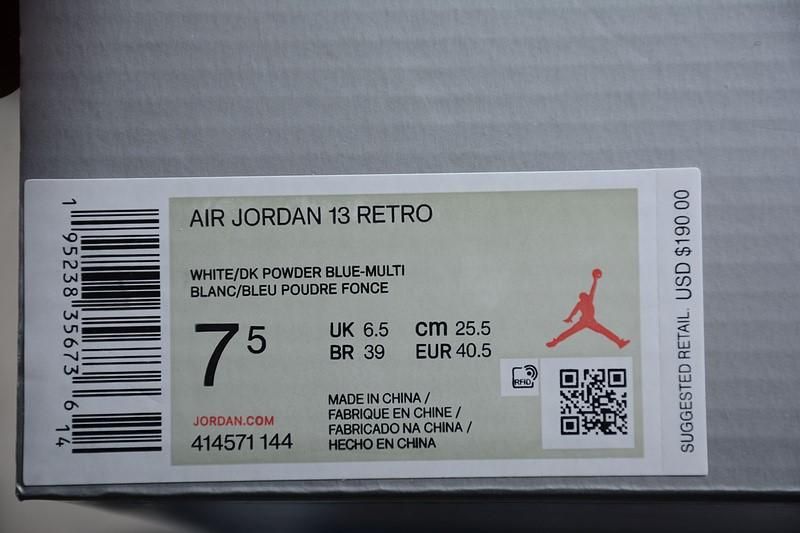 AIR JORDAN 13 RETRO
WHITE/DK POWDER BLUE-MULTI
BLANC/BLEU POUDRE FONCE
7 5
UK 6.5 cm 25.5
BR 39 EUR 40.5
RFID
MADE IN CHINA /
FABRIQUE EN CHINE /
FABRICADO NA CHINA /
HECHO EN CHINA
JORDAN.COM
414571 144
1 95238 35673 6 14
SUGGESTED RETAIL. USD $190 00